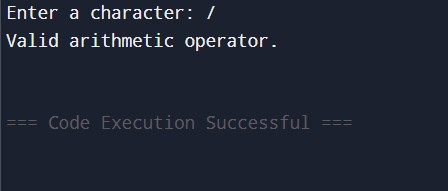 Enter a character: /
Valid arithmetic operator.
=== Code Execution Successful ===